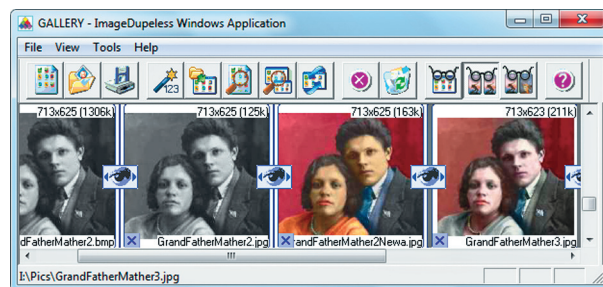 GALLERY - ImageDupeless Windows Application
File View Tools Help
123
713x625 (1306k) 713x625 (125k) 713x625 (163k) 713x623 (211k)
dFatherMather2.bmp GrandFatherMather2.jpg randFatherMather2Newa.jpg GrandFatherMather3.jpg
I:\Pics\GrandFatherMather3.jpg